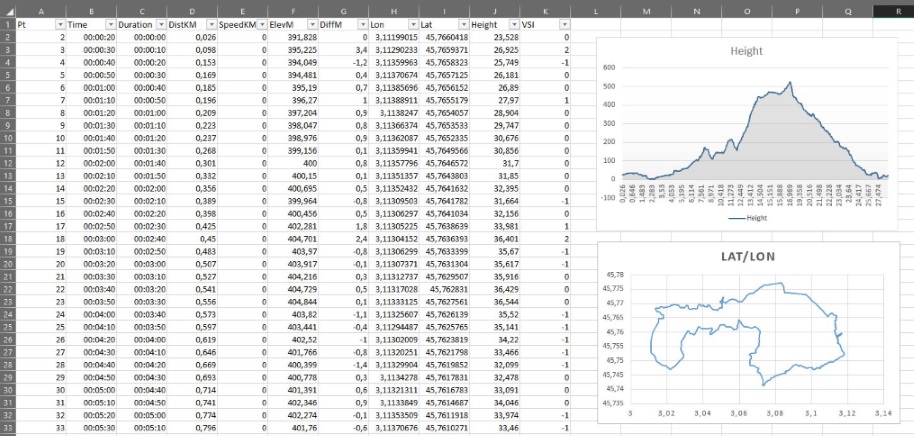 A B C D E F G H I J K L M N O P Q R
1 Pt Time Duration DistKM SpeedKM ElevM DiffM Lon Lat Height VSI
2 2 00:00:20 00:00:00 0,026 0 391,828 0 3,11199015 45,7660418 23,528 0
3 3 00:00:30 00:00:10 0,098 0 395,225 3,4 3,11290233 45,7659371 26,925 2
4 4 00:00:40 00:00:20 0,153 0 394,049 -1,2 3,11359963 45,7658323 25,749 -1
5 5 00:00:50 00:00:30 0,169 0 394,481 0,4 3,11370674 45,7657125 26,181 0
6 6 00:01:00 00:00:40 0,185 0 395,19 0,7 3,11385696 45,7656152 26,89 0
7 7 00:01:10 00:00:50 0,196 0 396,27 1 3,11388911 45,7655179 27,97 1
8 8 00:01:20 00:01:00 0,209 0 397,204 0,9 3,1138247 45,7654057 28,904 0
9 9 00:01:30 00:01:10 0,223 0 398,047 0,8 3,11366374 45,7653533 29,747 0
10 10 00:01:40 00:01:20 0,237 0 398,976 0,9 3,11362087 45,7652335 30,676 0
11 11 00:01:50 00:01:30 0,268 0 399,156 0,1 3,11359941 45,7649566 30,856 0
12 12 00:02:00 00:01:40 0,301 0 400 0,8 3,11357796 45,7646572 31,7 0
13 13 00:02:10 00:01:50 0,332 0 400,15 0,1 3,11351357 45,7643803 31,85 0
14 14 00:02:20 00:02:00 0,356 0 400,695 0,5 3,11352432 45,7641632 32,395 0
15 15 00:02:30 00:02:10 0,389 0 399,964 -0,8 3,11309503 45,7641782 31,664 -1
16 16 00:02:40 00:02:20 0,398 0 400,456 0,5 3,11306297 45,7641034 32,156 0
17 17 00:02:50 00:02:30 0,425 0 402,281 1,8 3,11305225 45,7638639 33,981 1
18 18 00:03:00 00:02:40 0,45 0 404,701 2,4 3,11304152 45,7636393 36,401 2
19 19 00:03:10 00:02:50 0,483 0 403,97 -0,8 3,11306299 45,7633399 35,67 -1
20 20 00:03:20 00:03:00 0,507 0 403,917 -0,1 3,11307371 45,7631304 35,617 -1
21 21 00:03:30 00:03:10 0,527 0 404,216 0,3 3,11312737 45,7629507 35,916 0
22 22 00:03:40 00:03:20 0,541 0 404,729 0,5 3,1317028 45,762831 36,429 0
23 23 00:03:50 00:03:30 0,556 0 404,844 0,1 3,11333125 45,7627561 36,544 0
24 24 00:04:00 00:03:40 0,573 0 403,82 -1,1 3,11325607 45,7626139 35,52 -1
25 25 00:04:10 00:03:50 0,597 0 403,441 -0,4 3,11294487 45,7625765 35,141 -1
26 26 00:04:20 00:04:00 0,619 0 402,52 -1 3,11302009 45,7623819 34,22 -1
27 27 00:04:30 00:04:10 0,646 0 401,766 -0,8 3,11320251 45,7621798 33,466 -1
28 28 00:04:40 00:04:20 0,669 0 400,399 -1,4 3,11329904 45,7619852 32,099 -1
29 29 00:04:50 00:04:30 0,693 0 400,778 0,3 3,1134278 45,7617831 32,478 0
30 30 00:05:00 00:04:40 0,714 0 401,391 0,6 3,11321311 45,7616783 33,091 0
31 31 00:05:10 00:04:50 0,741 0 402,346 0,9 3,1133849 45,7614687 34,046 0
32 32 00:05:20 00:05:00 0,774 0 402,274 -0,1 3,11353509 45,7611918 33,974 -1
33 33 00:05:30 00:05:10 0,796 0 401,76 -0,6 3,11370676 45,7610271 33,46 -1
Height
600
500
400
300
200
100
0
-100
0,026 0,646 1,483 2,383 3,53 4,053 5,195 6,114 7,561 8,971 10,418 11,273 12,449 13,412 14,504 15,151 15,888 16,969 19,358 20,516 21,498 22,228 23,034 23,64 24,417 25,667 27,474
Height
LAT/LON
45,78
45,775
45,77
45,765
45,76
45,755
45,75
45,745
45,74
45,735
3 3,02 3,04 3,06 3,08 3,1 3,12 3,14